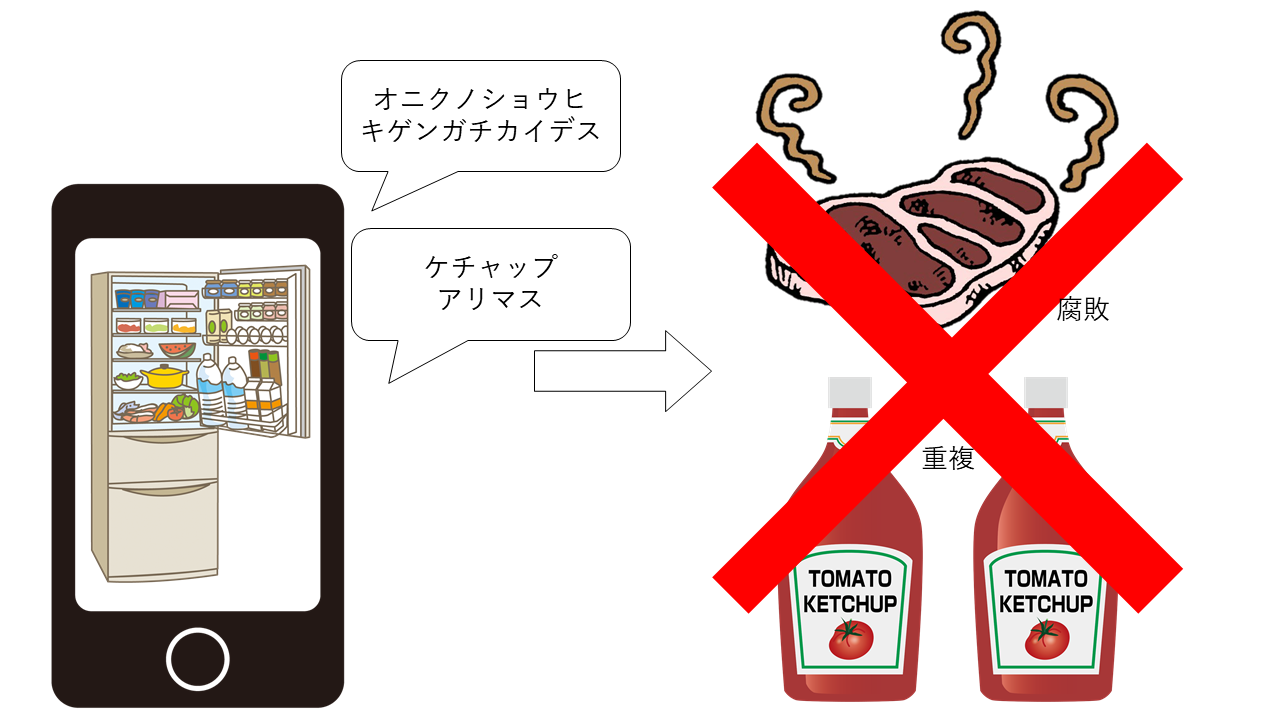 オニクノショウヒ
キゲンガチカイデス
ケチャップ
アリマス
腐敗
重複
TOMATO
KETCHUP
TOMATO
KETCHUP